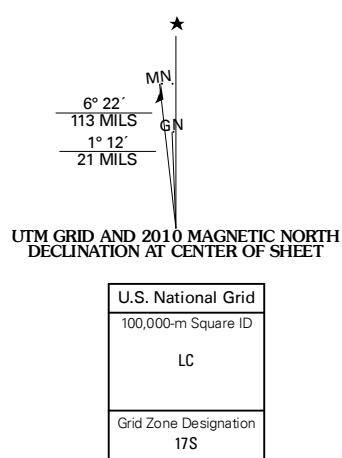 M.N.
6° 22´
113 MILS
GN
1° 12´
21 MILS
UTM GRID AND 2010 MAGNETIC NORTH
DECLINATION AT CENTER OF SHEET
U.S. National Grid
100,000-m Square ID
LC
Grid Zone Designation
17S